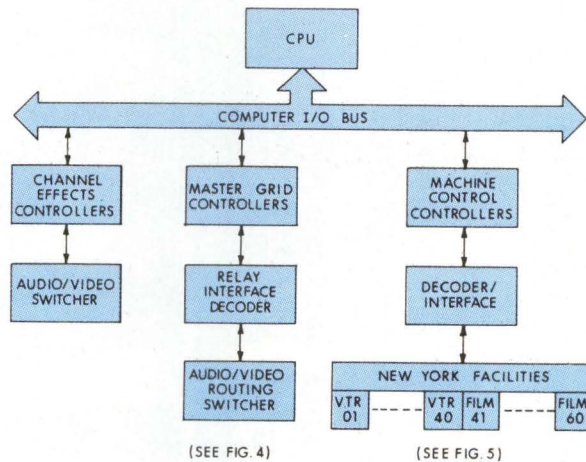 CPU
COMPUTER I/O BUS
CHANNEL
EFFECTS
CONTROLLERS
MASTER GRID
CONTROLLERS
MACHINE
CONTROL
CONTROLLERS
AUDIO/VIDEO
SWITCHER
RELAY
INTERFACE
DECODER
DECODER/
INTERFACE
AUDIO/VIDEO
ROUTING
SWITCHER
NEW YORK FACILITIES
VTR
01
VTR
40
FILM
41
FILM
60
(SEE FIG. 4)
(SEE FIG. 5)